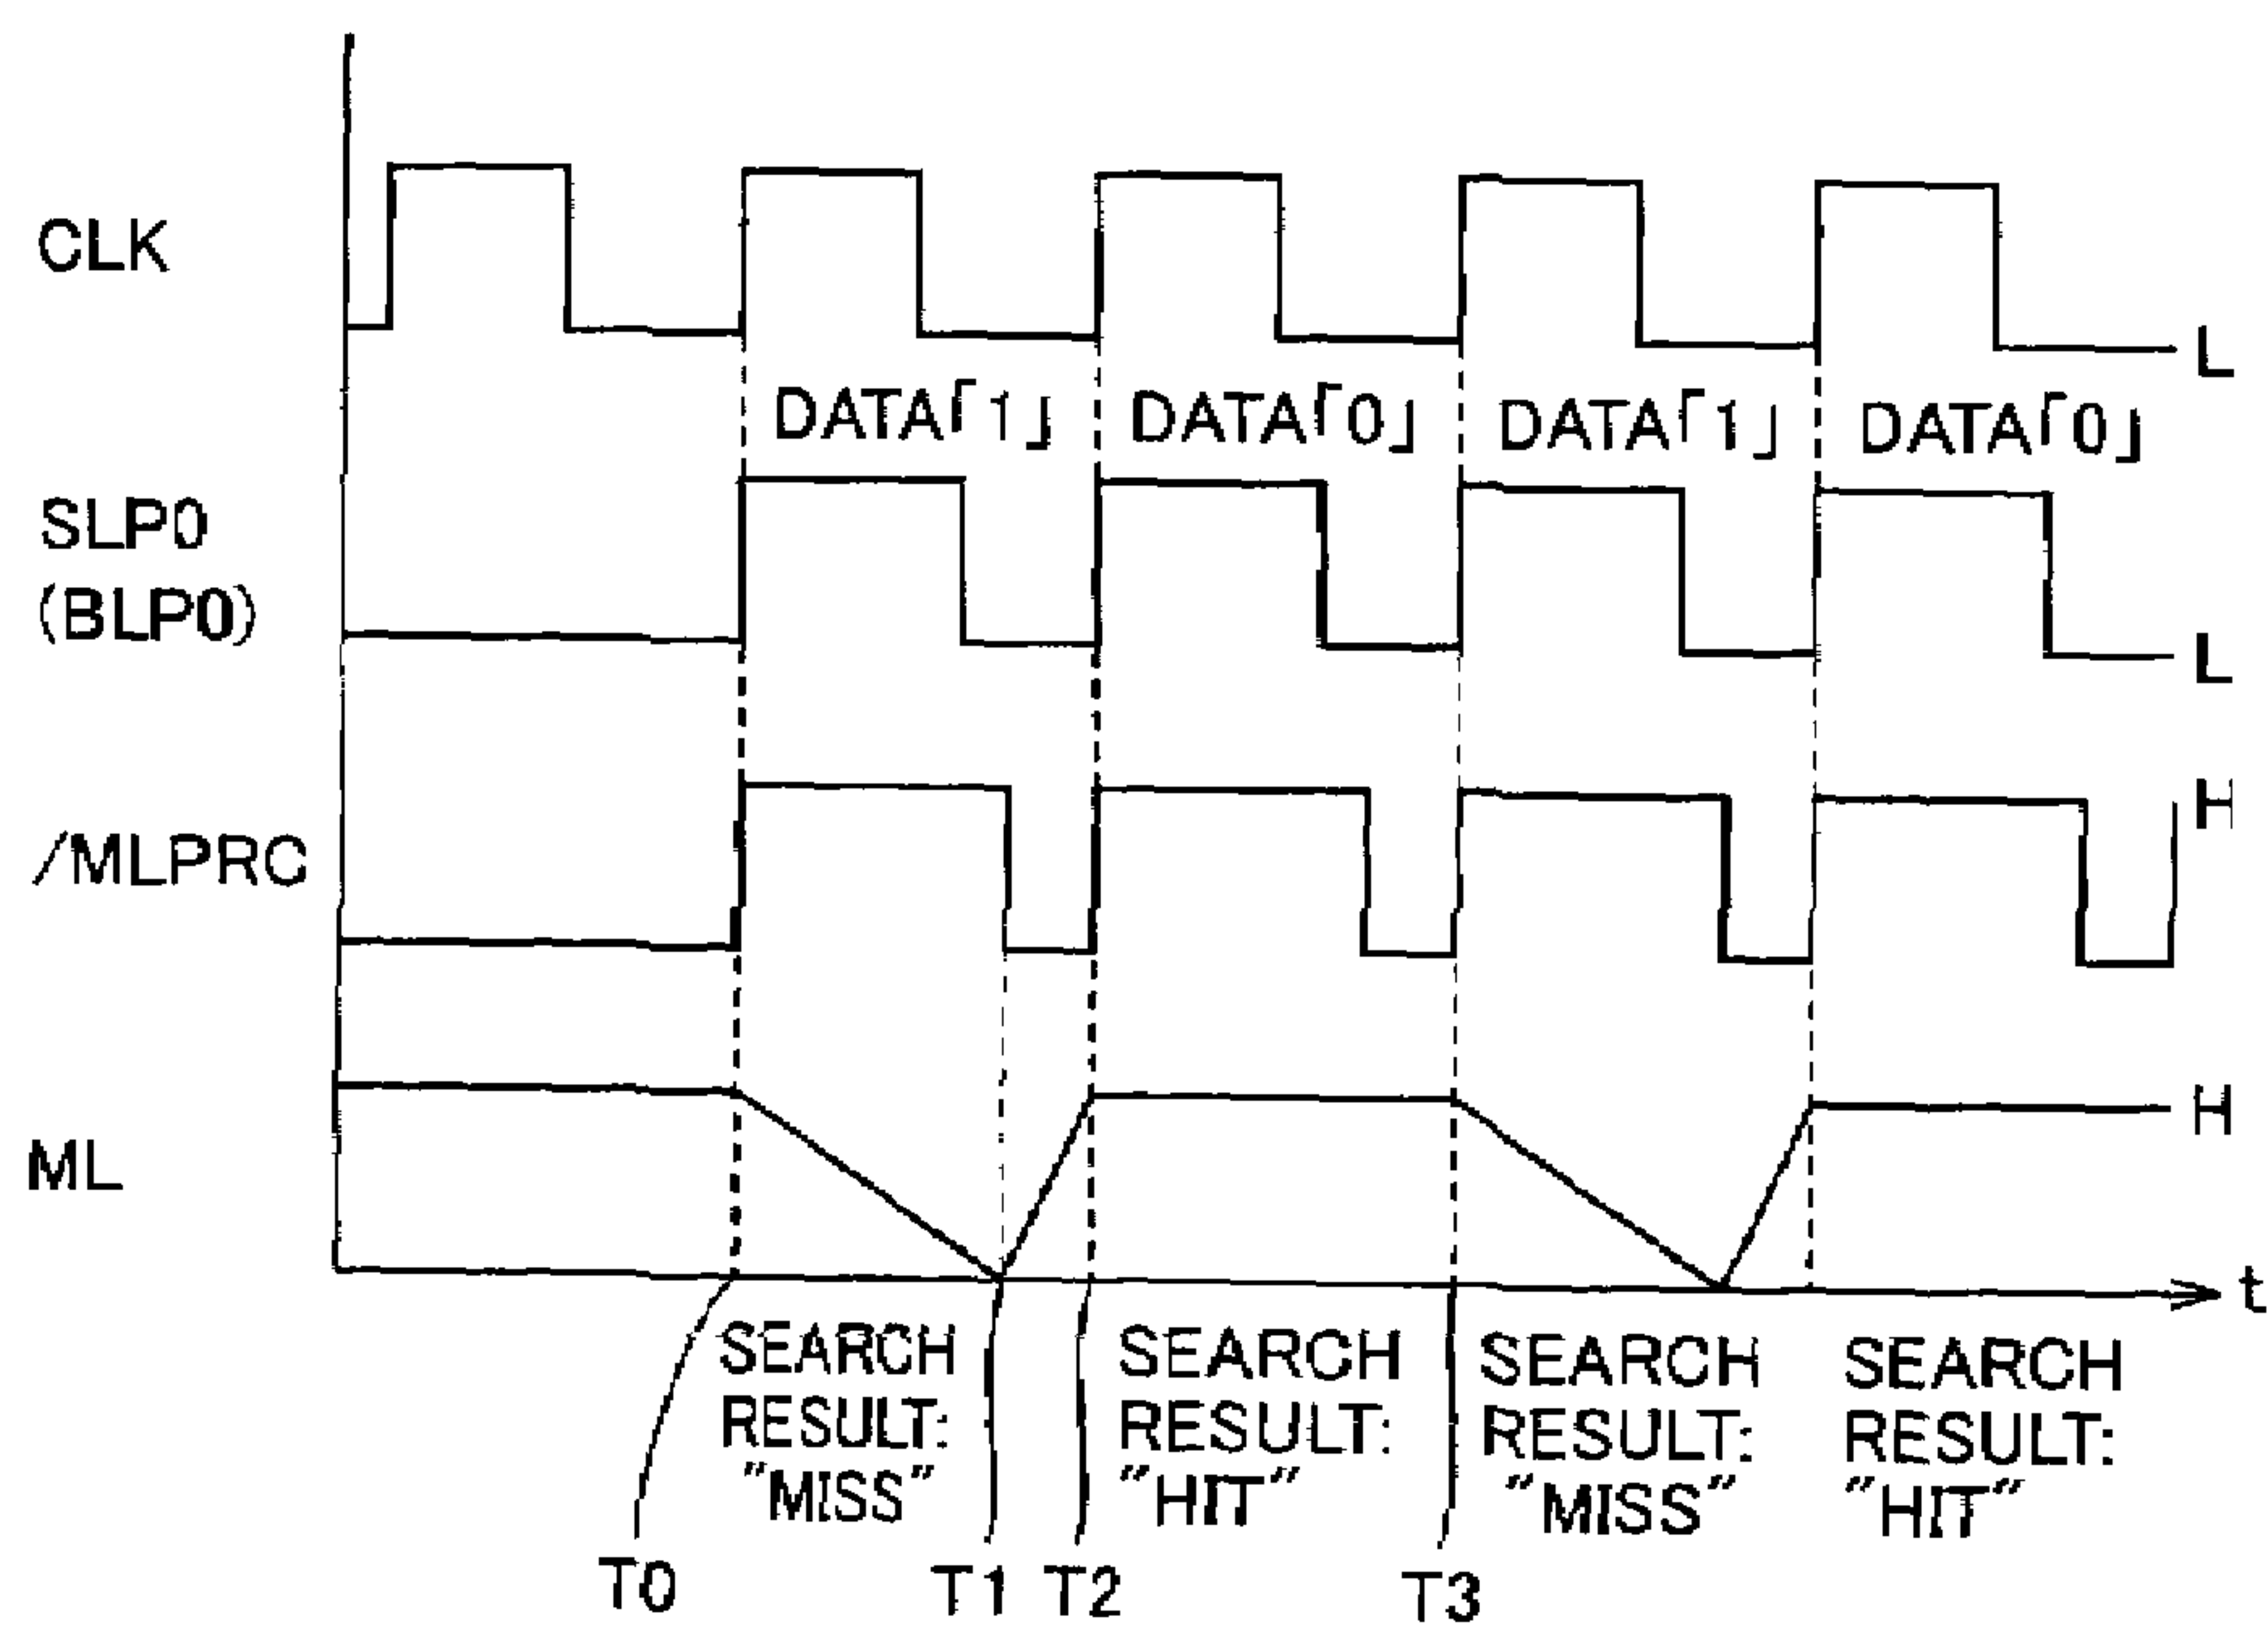 CLK
L
DATA「1」 DATA「0」 DATA「1」 DATA「0」
SLP0
(BLP0)
L
H
/MLPRC
H
ML
t
SEARCH RESULT: "MISS"
SEARCH RESULT: "HIT"
SEARCH RESULT: "MISS"
SEARCH RESULT: "HIT"
T0 T1 T2 T3